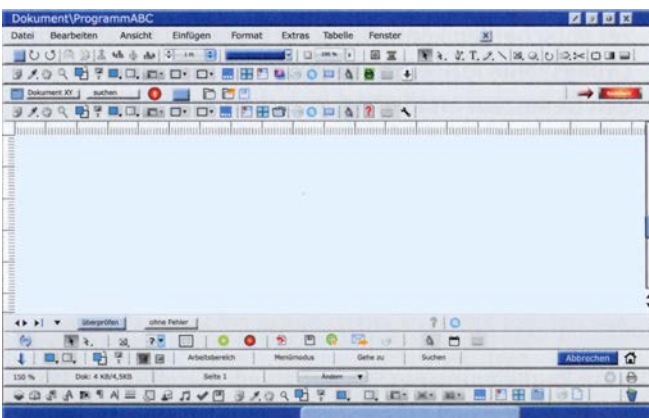 Dokument\ProgrammABC
Datei Bearbeiten Ansicht Einfügen Format Extras Tabelle Fenster
Dokument XY suchen
überprüfen ohne Fehler
Arbeitsbereich Menümodus Gehe zu Suchen Abbrechen
150 % Dok: 4 KB/4,5KB Seite 1 Ändern